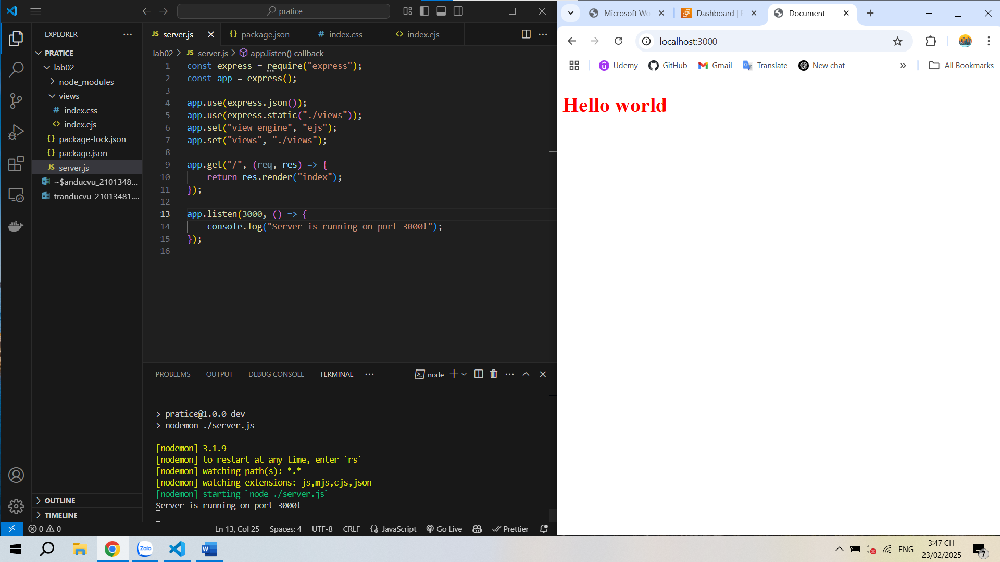 pratice
EXPLORER
PRATICE
lab02
node_modules
views
# index.css
<> index.ejs
{} package-lock.json
{} package.json
JS server.js
~$anducvu_2101348...
tranducvu_21013481....
OUTLINE
TIMELINE
JS server.js
{} package.json
# index.css
<> index.ejs
lab02 > JS server.js > app.listen() callback
1 const express = require("express");
2 const app = express();
3
4 app.use(express.json());
5 app.use(express.static("./views"));
6 app.set("view engine", "ejs");
7 app.set("views", "./views");
8
9 app.get("/", (req, res) => {
10 return res.render("index");
11 });
12
13 app.listen(3000, () => {
14 console.log("Server is running on port 3000!");
15 });
16
PROBLEMS OUTPUT DEBUG CONSOLE TERMINAL node
> pratice@1.0.0 dev
> nodemon ./server.js
[nodemon] 3.1.9
[nodemon] to restart at any time, enter `rs`
[nodemon] watching path(s): *.*
[nodemon] watching extensions: js,mjs,cjs,json
[nodemon] starting `node ./server.js`
Server is running on port 3000!
0 0 Ln 13, Col 25 Spaces: 4 UTF-8 CRLF {} JavaScript Go Live Prettier
Microsoft Wo
Dashboard |
Document
localhost:3000
Udemy GitHub Gmail Translate New chat All Bookmarks
Hello world
Zalo
W
ENG
3:47 CH
23/02/2025
7